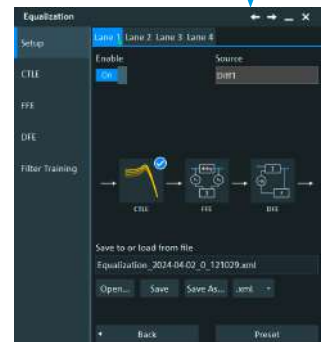 Equalization
Setup
Lane 1 Lane 2 Lane 3 Lane 4
Enable
Source
On
Diff1
CTLE
FFE
DFE
Filter Training
CTLE
FFE
DFE
Save to or load from file
Equalization_2024-04-02_0_121029.xml
Open... Save Save As... .xml
Back
Preset